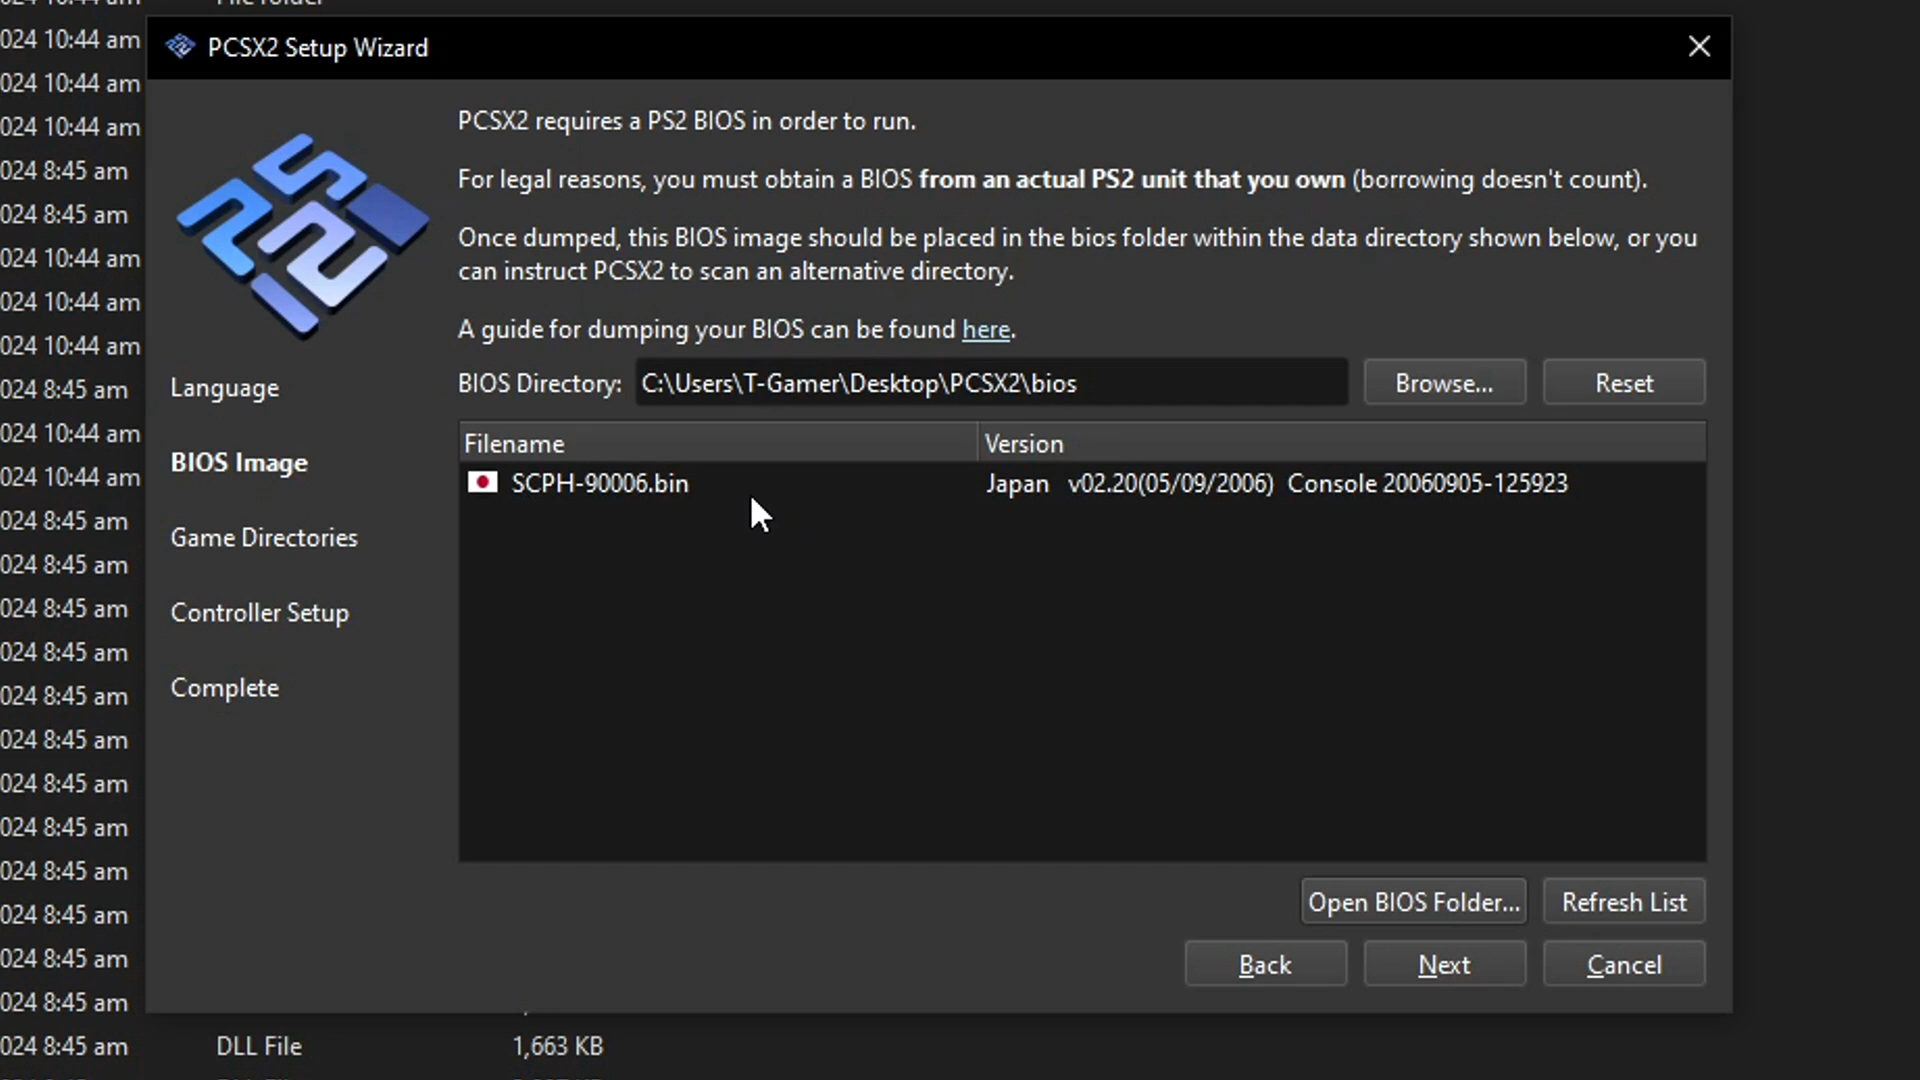 024 10:44 am
File folder
PCSX2 Setup Wizard
024 10:44 am
024 10:44 am
024 10:44 am
024 8:45 am
024 8:45 am
024 10:44 am
024 10:44 am
024 10:44 am
024 8:45 am
024 10:44 am
024 10:44 am
024 8:45 am
024 8:45 am
024 8:45 am
024 8:45 am
024 8:45 am
024 8:45 am
024 8:45 am
024 8:45 am
024 8:45 am
024 8:45 am
024 8:45 am
024 8:45 am
024 8:45 am DLL File 1,663 KB
PCSX2 requires a PS2 BIOS in order to run.
For legal reasons, you must obtain a BIOS from an actual PS2 unit that you own (borrowing doesn't count).
Once dumped, this BIOS image should be placed in the bios folder within the data directory shown below, or you
can instruct PCSX2 to scan an alternative directory.
A guide for dumping your BIOS can be found here.
Language
BIOS Image
Game Directories
Controller Setup
Complete
BIOS Directory: C:\Users\T-Gamer\Desktop\PCSX2\bios Browse... Reset
Filename Version
SCPH-90006.bin Japan v02.20(05/09/2006) Console 20060905-125923
Open BIOS Folder... Refresh List
Back Next Cancel